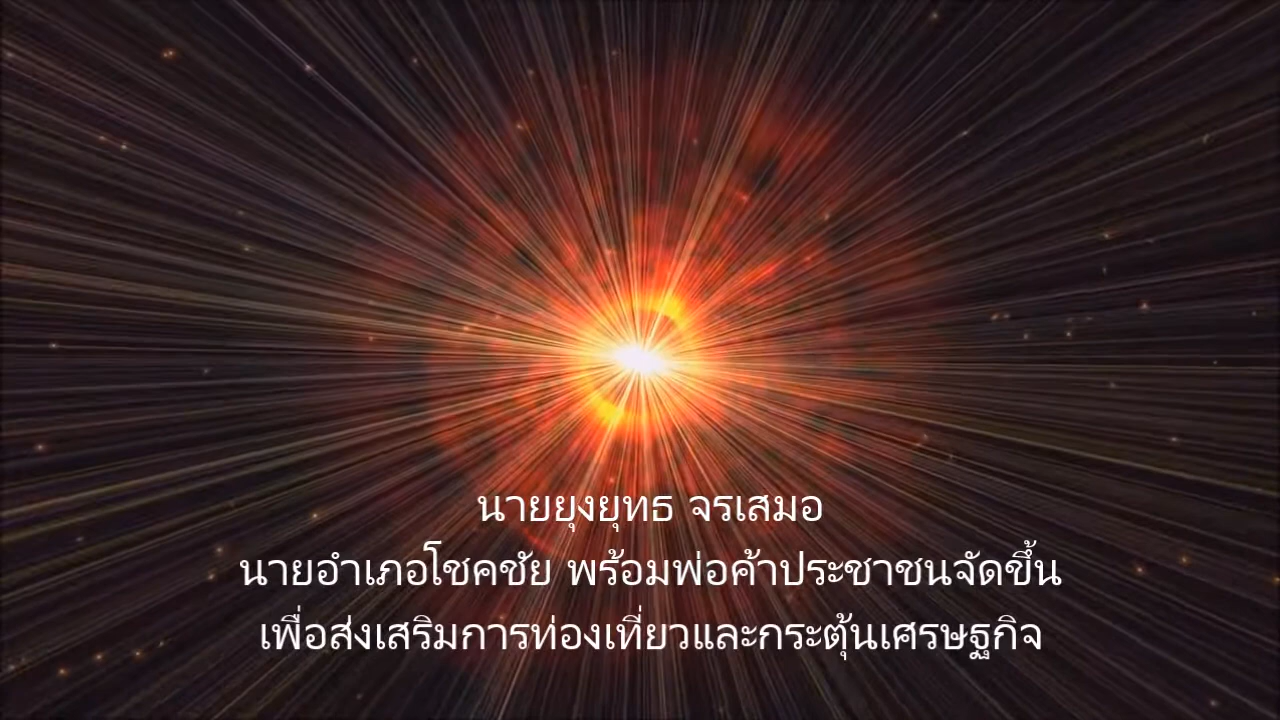 นายยุงยุทธ จรเสมอ
นายอำเภอโชคชัย พร้อมพ่อค้าประชาชนจัดขึ้น
เพื่อส่งเสริมการท่องเที่ยวและกระตุ้นเศรษฐกิจ